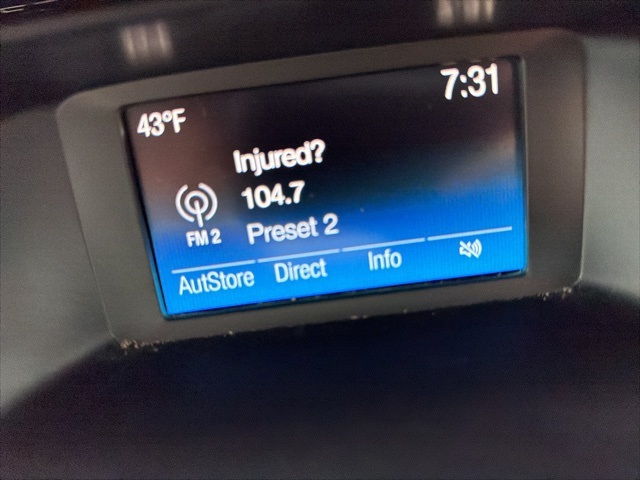 43°F 7:31
Injured?
104.7
FM 2 Preset 2
AutStore Direct Info